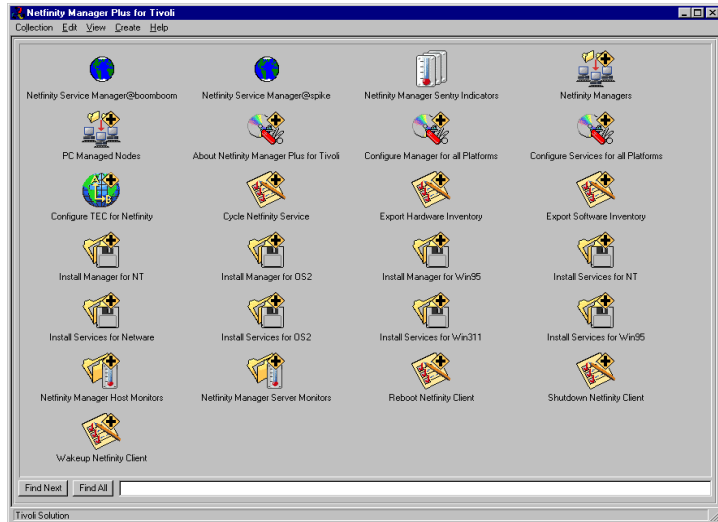 Netfinity Manager Plus for Tivoli
Collection Edit View Create Help
Netfinity Service Manager@boomboom
Netfinity Service Manager@spike
Netfinity Manager Sentry Indicators
Netfinity Managers
PC Managed Nodes
About Netfinity Manager Plus for Tivoli
Configure Manager for all Platforms
Configure Services for all Platforms
A
B
Configure TEC for Netfinity
Cycle Netfinity Service
Export Hardware Inventory
Export Software Inventory
Install Manager for NT
Install Manager for OS2
Install Manager for Win95
Install Services for NT
Install Services for Netware
Install Services for OS2
Install Services for Win311
Install Services for Win95
Netfinity Manager Host Monitors
Netfinity Manager Server Monitors
Reboot Netfinity Client
Shutdown Netfinity Client
Wakeup Netfinity Client
Find Next Find All
Tivoli Solution